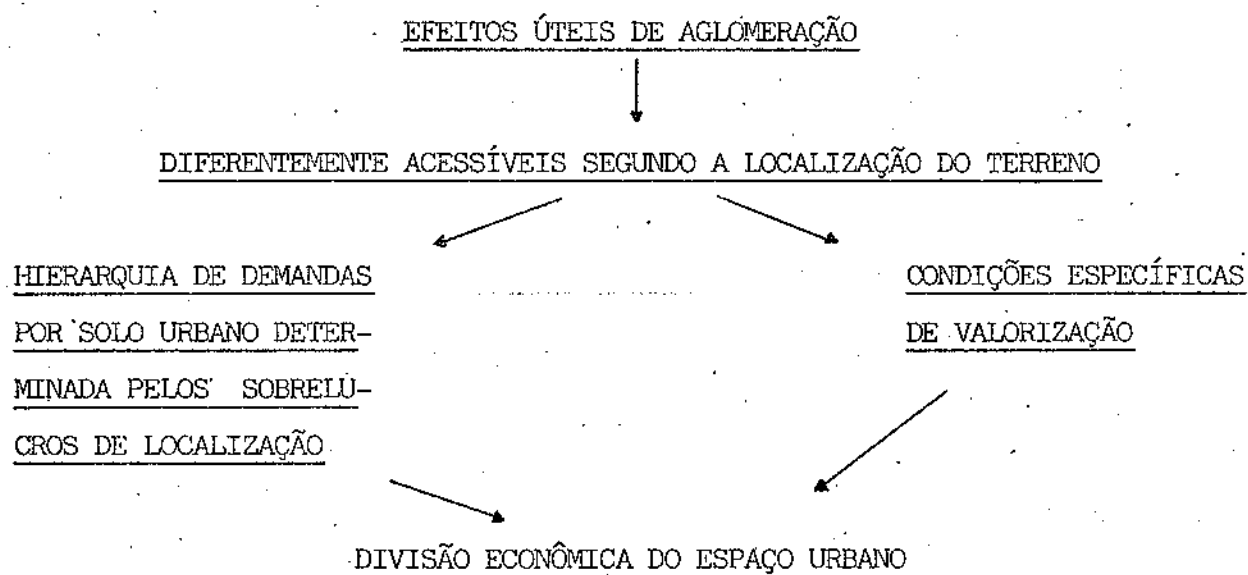 EFEITOS ÚTEIS DE AGLOMERAÇÃO
DIFERENTEMENTE ACESSÍVEIS SEGUNDO A LOCALIZAÇÃO DO TERRENO
HIERARQUIA DE DEMANDAS
POR SOLO URBANO DETER-
MINADA PELOS SOBRELU-
CROS DE LOCALIZAÇÃO
CONDIÇÕES ESPECÍFICAS
DE VALORIZAÇÃO
DIVISÃO ECONÔMICA DO ESPAÇO URBANO